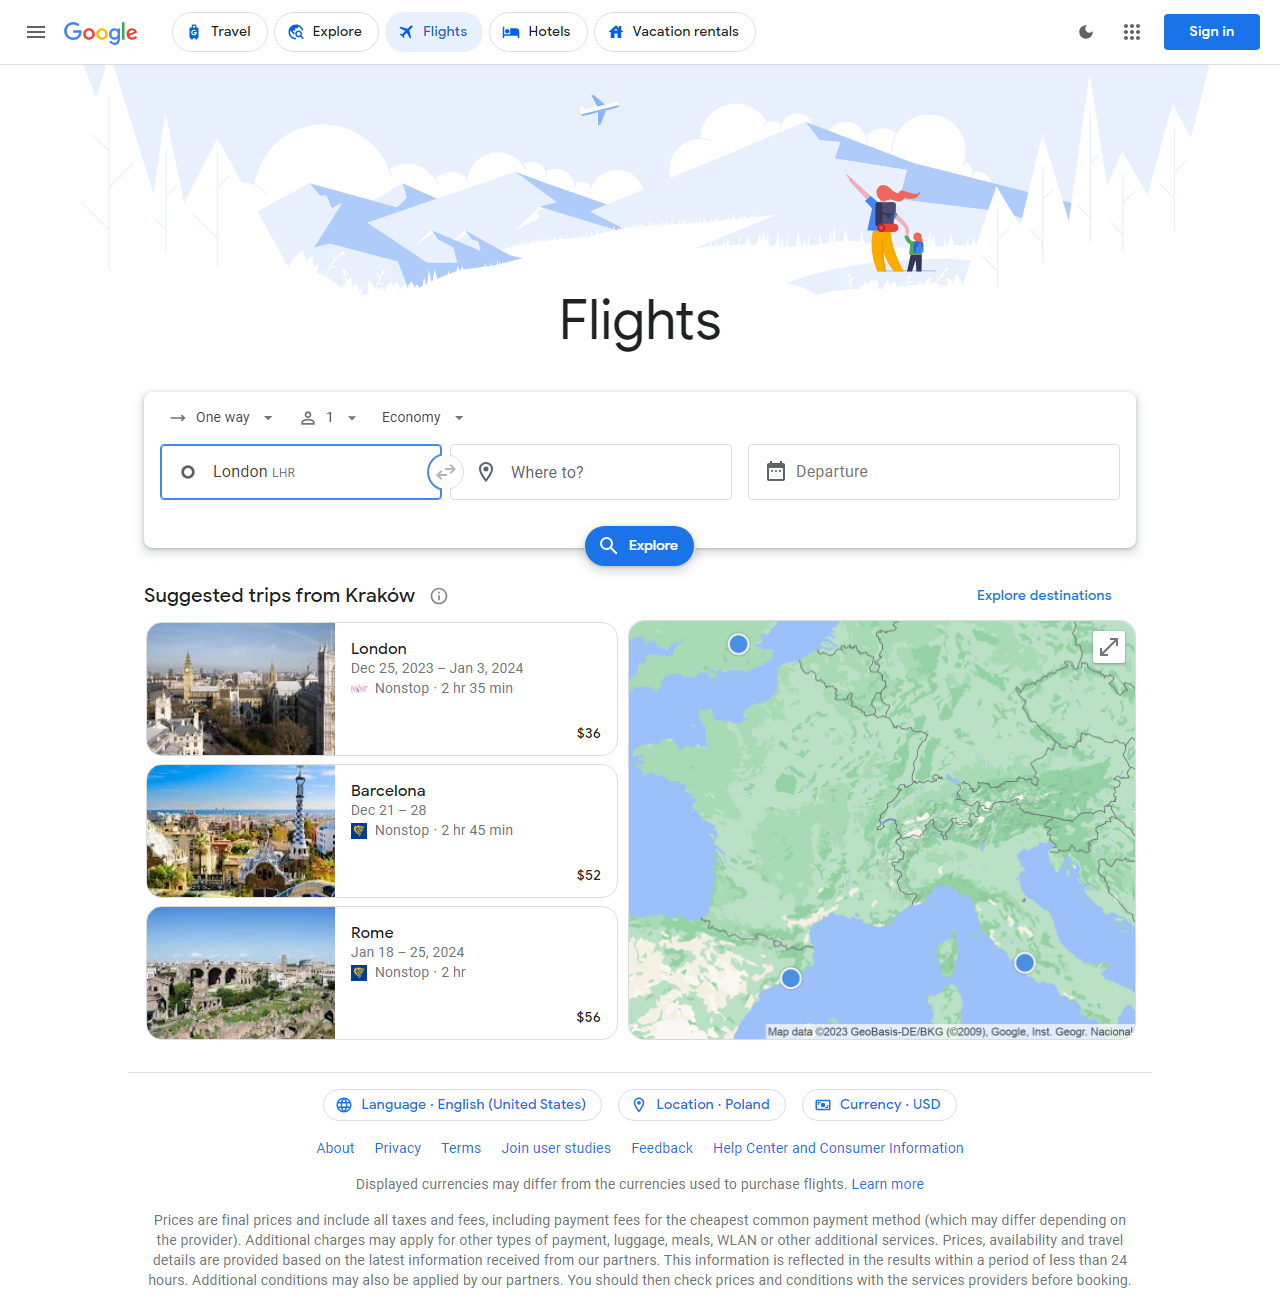 Google
Travel
Explore
Flights
Hotels
Vacation rentals
Sign in
Flights
One way
1
Economy
London LHR
Where to?
Departure
Explore
Suggested trips from Kraków
Explore destinations
London
Dec 25, 2023 – Jan 3, 2024
Nonstop · 2 hr 35 min
$36
Barcelona
Dec 21 – 28
Nonstop · 2 hr 45 min
$52
Rome
Jan 18 – 25, 2024
Nonstop · 2 hr
$56
Map data ©2023 GeoBasis-DE/BKG (©2009), Google, Inst. Geogr. Nacional
Language · English (United States)
Location · Poland
Currency · USD
About
Privacy
Terms
Join user studies
Feedback
Help Center and Consumer Information
Displayed currencies may differ from the currencies used to purchase flights. Learn more
Prices are final prices and include all taxes and fees, including payment fees for the cheapest common payment method (which may differ depending on
the provider). Additional charges may apply for other types of payment, luggage, meals, WLAN or other additional services. Prices, availability and travel
details are provided based on the latest information received from our partners. This information is reflected in the results within a period of less than 24
hours. Additional conditions may also be applied by our partners. You should then check prices and conditions with the services providers before booking.